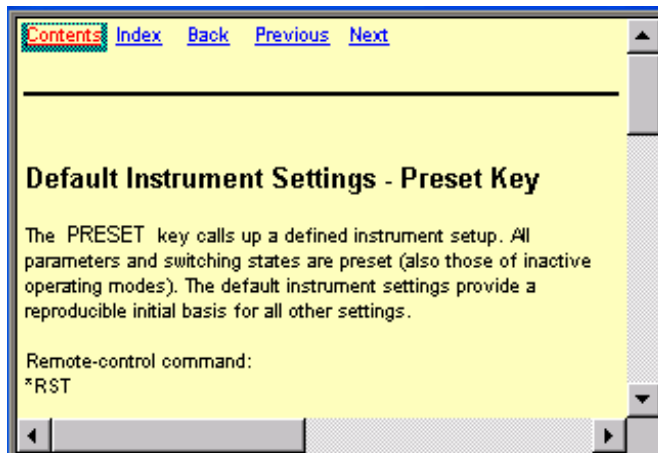 Contents Index Back Previous Next
Default Instrument Settings - Preset Key
The PRESET key calls up a defined instrument setup. All
parameters and switching states are preset (also those of inactive
operating modes). The default instrument settings provide a
reproducible initial basis for all other settings.
Remote-control command:
*RST